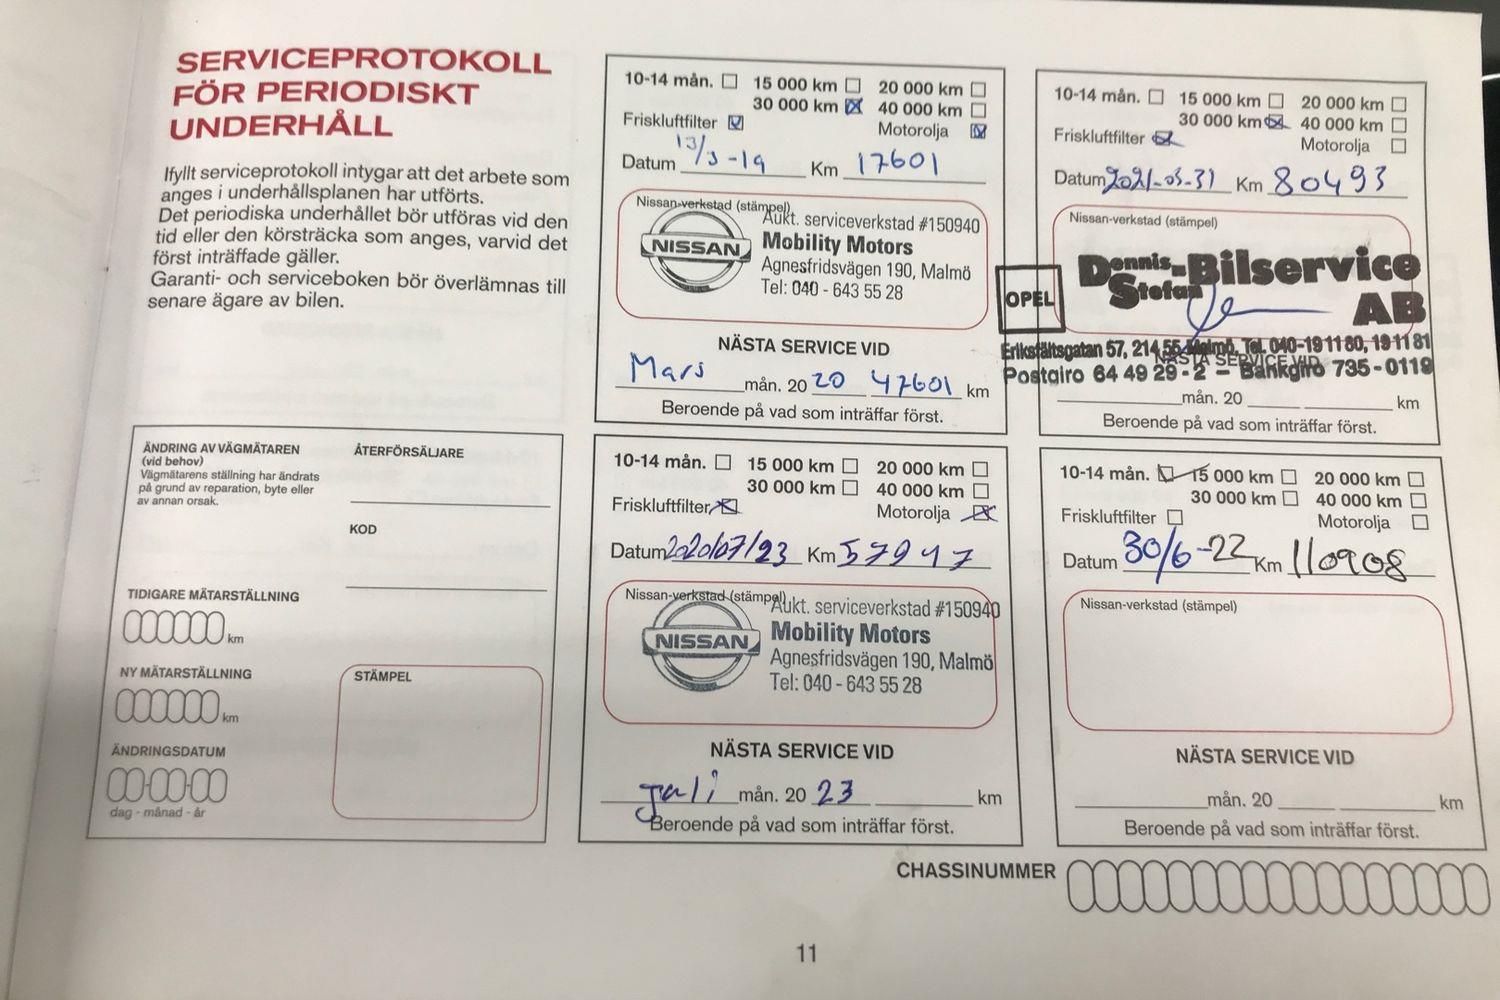 SERVICEPROTOKOLL
FÖR PERIODISKT
UNDERHÅLL
Ifyllt serviceprotokoll intygar att det arbete som
anges i underhållsplanen har utförts.
Det periodiska underhållet bör utföras vid den
tid eller den körsträcka som anges, varvid det
först inträffade gäller.
Garanti- och serviceboken bör överlämnas till
senare ägare av bilen.
ÄNDRING AV VÄGMÄTAREN
(vid behov)
Vägmätarens ställning har ändrats
på grund av reparation, byte eller
av annan orsak.
ÅTERFÖRSÄLJARE
KOD
TIDIGARE MÄTARSTÄLLNING
km
NY MÄTARSTÄLLNING
km
ÄNDRINGSDATUM
dag - månad - år
STÄMPEL
10-14 mån. 15 000 km 20 000 km
30 000 km 40 000 km
Friskluftfilter Motorolja
Datum 13/3-19 Km 17601
Nissan-verkstad (stämpel)
NISSAN
Aukt. serviceverkstad #150940
Mobility Motors
Agnesfridsvägen 190, Malmö
Tel: 040 - 643 55 28
NÄSTA SERVICE VID
Mars mån. 20 20 47601 km
Beroende på vad som inträffar först.
10-14 mån. 15 000 km 20 000 km
30 000 km 40 000 km
Friskluftfilter Motorolja
Datum 2020/07/23 Km 57947
Nissan-verkstad (stämpel)
NISSAN
Aukt. serviceverkstad #150940
Mobility Motors
Agnesfridsvägen 190, Malmö
Tel: 040 - 643 55 28
NÄSTA SERVICE VID
juli mån. 20 23 km
Beroende på vad som inträffar först.
10-14 mån. 15 000 km 20 000 km
30 000 km 40 000 km
Friskluftfilter Motorolja
Datum 2021-03-31 Km 80493
Nissan-verkstad (stämpel)
OPEL
Dennis- Stefan Bilservice
AB
Eriksfältsgatan 57, 214 55 Malmö. Tel. 040-19 11 80, 19 11 81
NÄSTA SERVICE VID
Postgiro 64 49 29 - 2 - Bankgiro 735 - 0119
mån. 20 km
Beroende på vad som inträffar först.
10-14 mån. 15 000 km 20 000 km
30 000 km 40 000 km
Friskluftfilter Motorolja
Datum 30/6-22 Km 110908
Nissan-verkstad (stämpel)
NÄSTA SERVICE VID
mån. 20 km
Beroende på vad som inträffar först.
CHASSINUMMER
11